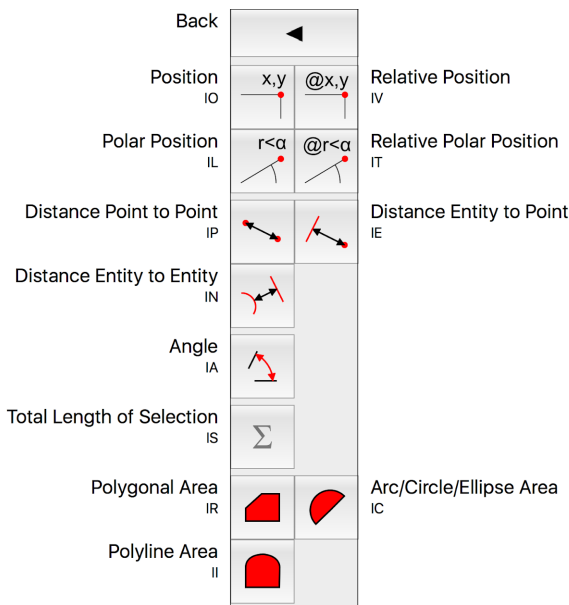 Back
Position
IO
x,y
@x,y
Relative Position
IV
Polar Position
IL
r<α
@r<α
Relative Polar Position
IT
Distance Point to Point
IP
Distance Entity to Point
IE
Distance Entity to Entity
IN
Angle
IA
Total Length of Selection
IS
Σ
Polygonal Area
IR
Arc/Circle/Ellipse Area
IC
Polyline Area
II